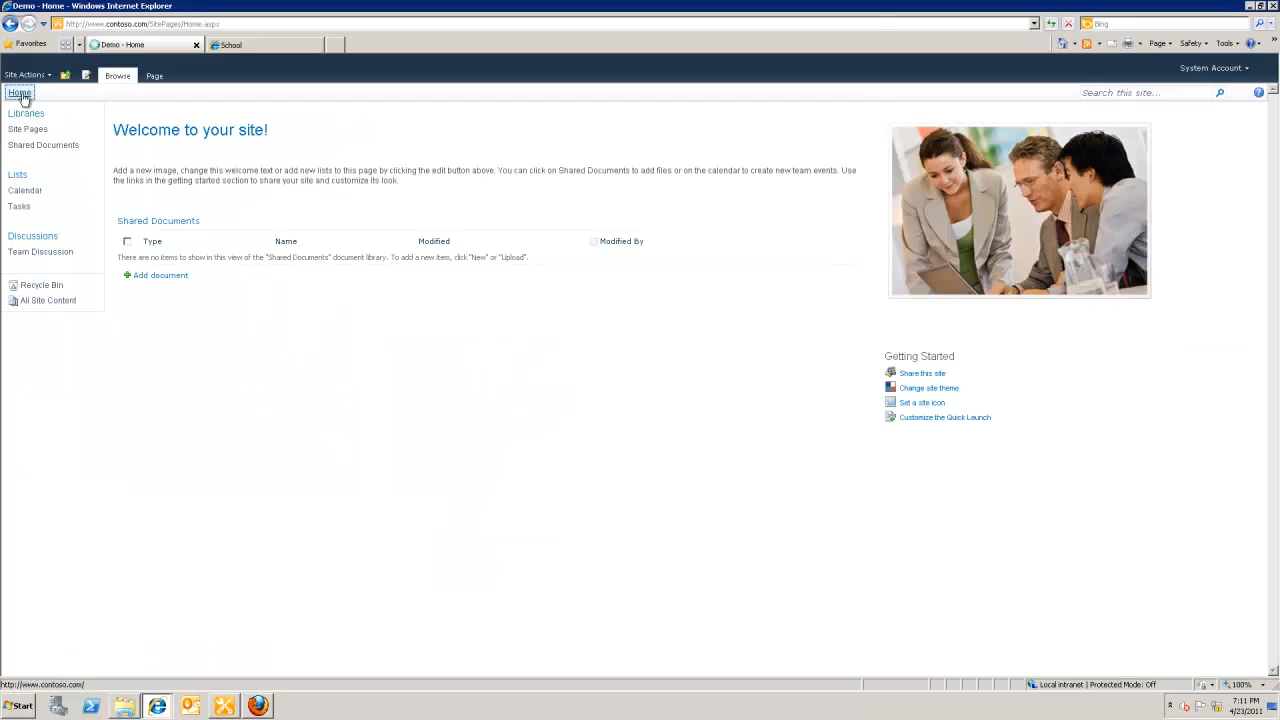 Demo - Home - Windows Internet Explorer
http://www.contoso.com/SitePages/Home.aspx
Bing
Favorites
Demo - Home
School
Page
Safety
Tools
Site Actions
Browse
Page
System Account
Home
Search this site...
Libraries
Site Pages
Shared Documents
Lists
Calendar
Tasks
Discussions
Team Discussion
Recycle Bin
All Site Content
Welcome to your site!
Add a new image, change this welcome text or add new lists to this page by clicking the edit button above. You can click on Shared Documents to add files or on the calendar to create new team events. Use
the links in the getting started section to share your site and customize its look.
Shared Documents
Type Name Modified Modified By
There are no items to show in this view of the "Shared Documents" document library. To add a new item, click "New" or "Upload".
Add document
Getting Started
Share this site
Change site theme
Set a site icon
Customize the Quick Launch
http://www.contoso.com/
Local intranet | Protected Mode: Off
100%
Start
7:11 PM
4/23/2011